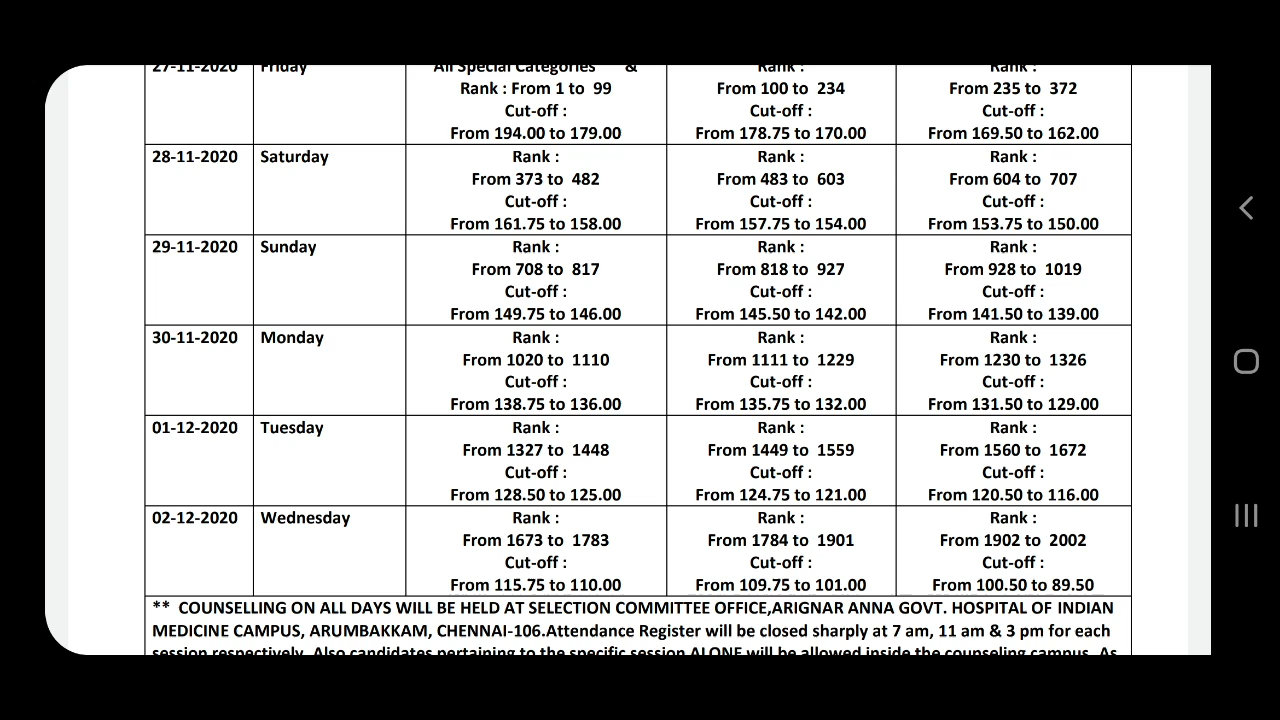 27-11-2020 Friday All Special Categories & Rank : Rank :
Rank : From 1 to 99 From 100 to 234 From 235 to 372
Cut-off : Cut-off : Cut-off :
From 194.00 to 179.00 From 178.75 to 170.00 From 169.50 to 162.00
28-11-2020 Saturday Rank : Rank : Rank :
From 373 to 482 From 483 to 603 From 604 to 707
Cut-off : Cut-off : Cut-off :
From 161.75 to 158.00 From 157.75 to 154.00 From 153.75 to 150.00
29-11-2020 Sunday Rank : Rank : Rank :
From 708 to 817 From 818 to 927 From 928 to 1019
Cut-off : Cut-off : Cut-off :
From 149.75 to 146.00 From 145.50 to 142.00 From 141.50 to 139.00
30-11-2020 Monday Rank : Rank : Rank :
From 1020 to 1110 From 1111 to 1229 From 1230 to 1326
Cut-off : Cut-off : Cut-off :
From 138.75 to 136.00 From 135.75 to 132.00 From 131.50 to 129.00
01-12-2020 Tuesday Rank : Rank : Rank :
From 1327 to 1448 From 1449 to 1559 From 1560 to 1672
Cut-off : Cut-off : Cut-off :
From 128.50 to 125.00 From 124.75 to 121.00 From 120.50 to 116.00
02-12-2020 Wednesday Rank : Rank : Rank :
From 1673 to 1783 From 1784 to 1901 From 1902 to 2002
Cut-off : Cut-off : Cut-off :
From 115.75 to 110.00 From 109.75 to 101.00 From 100.50 to 89.50
** COUNSELLING ON ALL DAYS WILL BE HELD AT SELECTION COMMITTEE OFFICE,ARIGNAR ANNA GOVT. HOSPITAL OF INDIAN
MEDICINE CAMPUS, ARUMBAKKAM, CHENNAI-106.Attendance Register will be closed sharply at 7 am, 11 am & 3 pm for each
session respectively. Also candidates pertaining to the specific session ALONE will be allowed inside the counseling campus. As